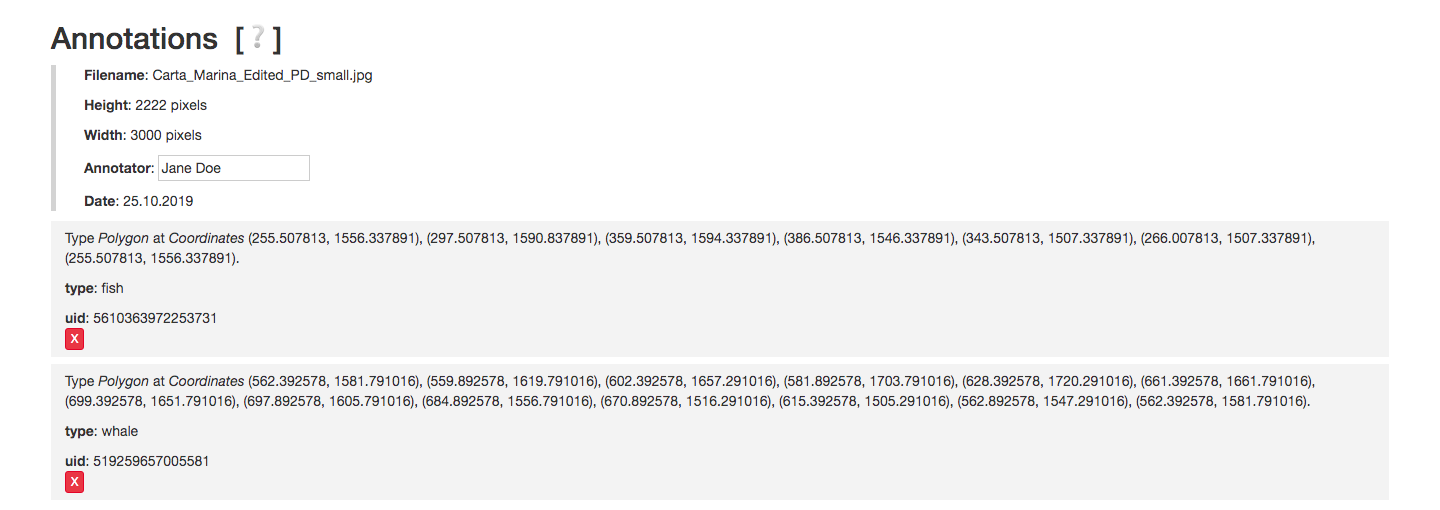 Annotations [?]
Filename: Carta_Marina_Edited_PD_small.jpg
Height: 2222 pixels
Width: 3000 pixels
Annotator: Jane Doe
Date: 25.10.2019
Type Polygon at Coordinates (255.507813, 1556.337891), (297.507813, 1590.837891), (359.507813, 1594.337891), (386.507813, 1546.337891), (343.507813, 1507.337891), (266.007813, 1507.337891),
(255.507813, 1556.337891).
type: fish
uid: 5610363972253731
X
Type Polygon at Coordinates (562.392578, 1581.791016), (559.892578, 1619.791016), (602.392578, 1657.291016), (581.892578, 1703.791016), (628.392578, 1720.291016), (661.392578, 1661.791016),
(699.392578, 1651.791016), (697.892578, 1605.791016), (684.892578, 1556.791016), (670.892578, 1516.291016), (615.392578, 1505.291016), (562.892578, 1547.291016), (562.392578, 1581.791016).
type: whale
uid: 519259657005581
X